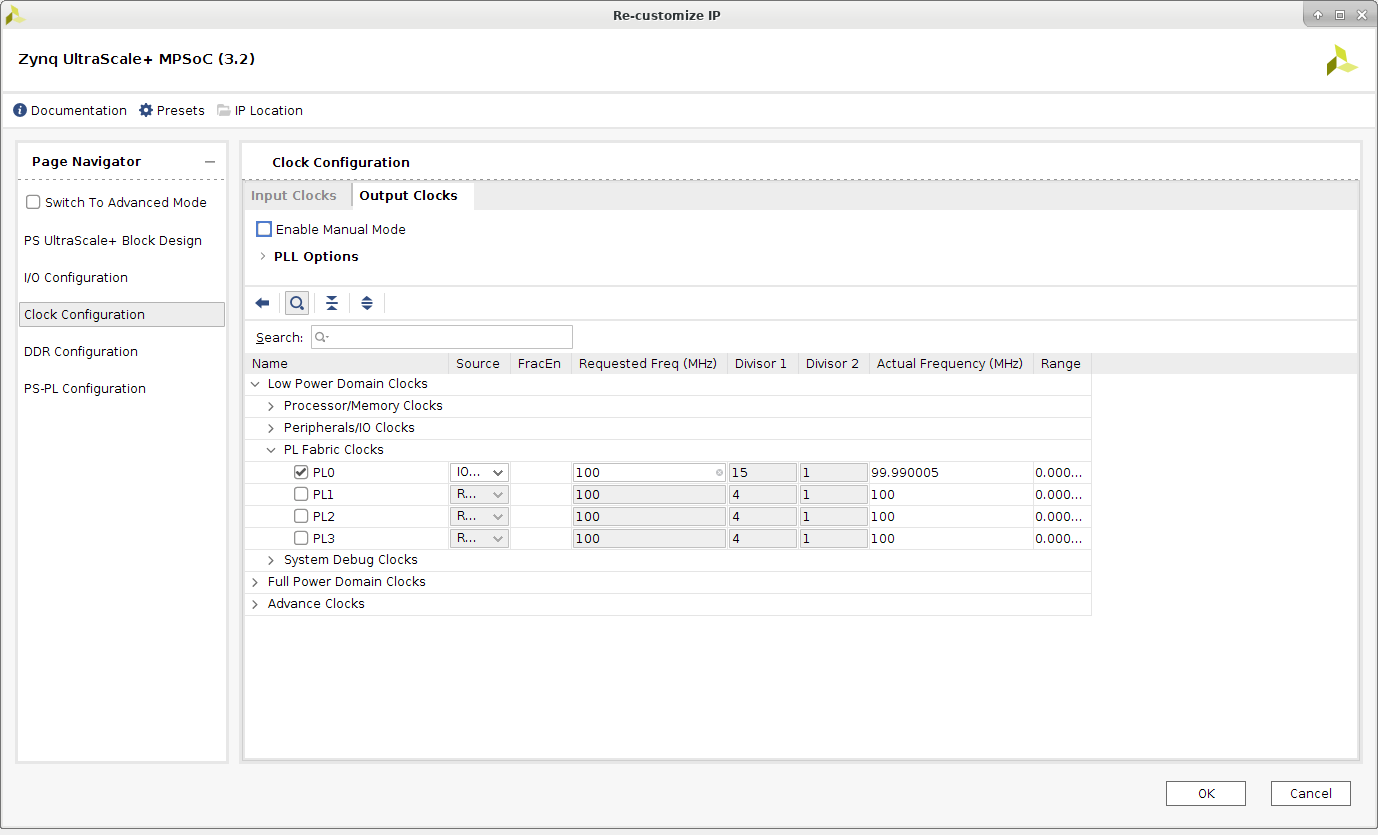 Re-customize IP
Zynq UltraScale+ MPSoC (3.2)
Documentation Presets IP Location
Page Navigator
Switch To Advanced Mode
PS UltraScale+ Block Design
I/O Configuration
Clock Configuration
DDR Configuration
PS-PL Configuration
Clock Configuration
Input Clocks Output Clocks
Enable Manual Mode
PLL Options
Search:
Name Source FracEn Requested Freq (MHz) Divisor 1 Divisor 2 Actual Frequency (MHz) Range
Low Power Domain Clocks
Processor/Memory Clocks
Peripherals/IO Clocks
PL Fabric Clocks
PL0 IO... 100 15 1 99.990005 0.000...
PL1 R... 100 4 1 100 0.000...
PL2 R... 100 4 1 100 0.000...
PL3 R... 100 4 1 100 0.000...
System Debug Clocks
Full Power Domain Clocks
Advance Clocks
OK Cancel